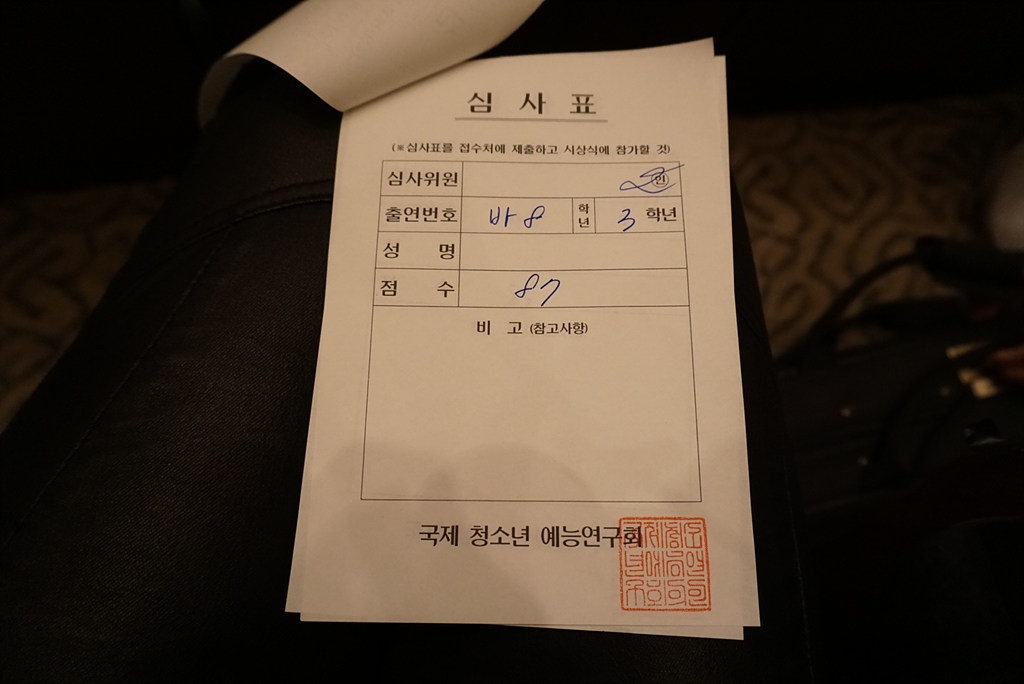 심 사 표
(※심사표를 접수처에 제출하고 시상식에 참가할 것)
심사위원 인
출연번호 바 8 학년 3 학년
성 명
점 수 87
비 고 (참고사항)
국제 청소년 예능연구회